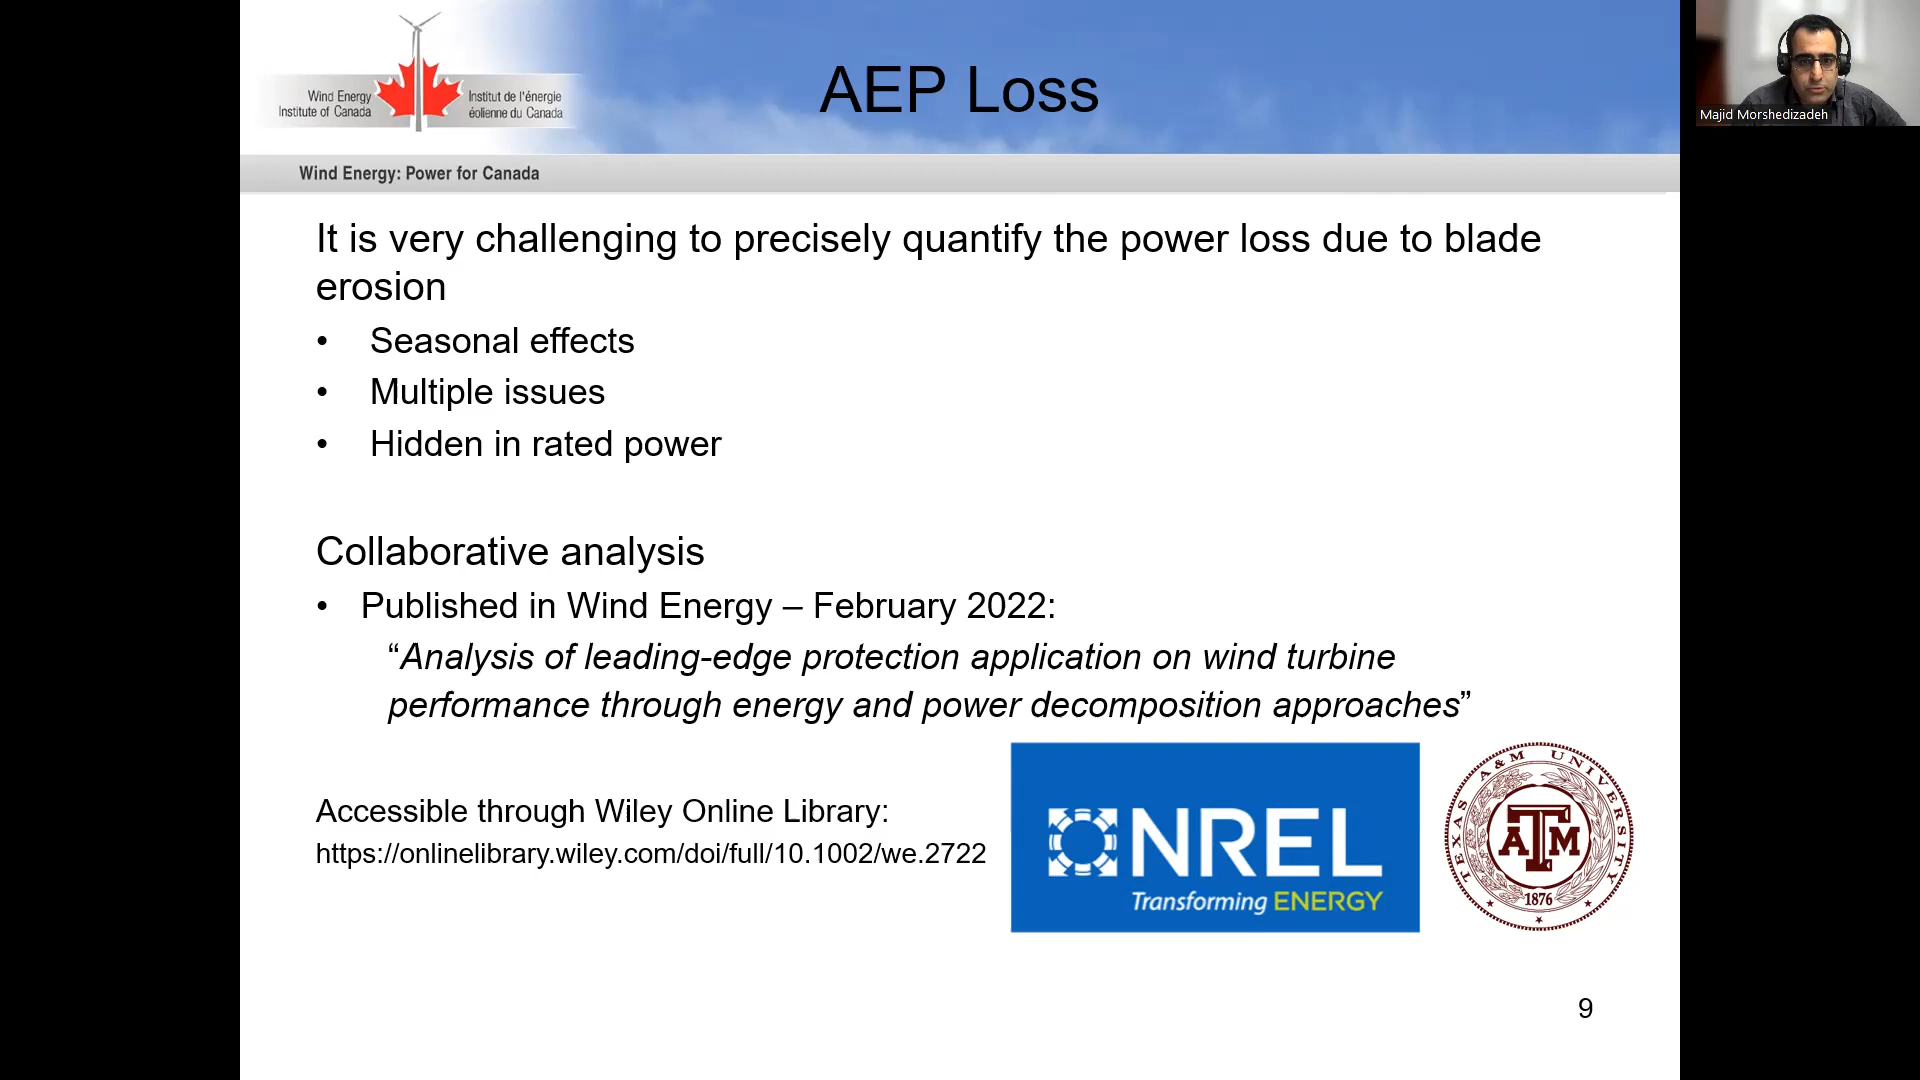 Wind Energy
Institute of Canada
Institut de l'énergie
éolienne du Canada
AEP Loss
Majid Morshedizadeh
Wind Energy: Power for Canada
It is very challenging to precisely quantify the power loss due to blade
erosion
• Seasonal effects
• Multiple issues
• Hidden in rated power
Collaborative analysis
• Published in Wind Energy – February 2022:
“Analysis of leading-edge protection application on wind turbine
performance through energy and power decomposition approaches”
Accessible through Wiley Online Library:
https://onlinelibrary.wiley.com/doi/full/10.1002/we.2722
NREL
Transforming ENERGY
TEXAS A&M UNIVERSITY
ATM
1876
9